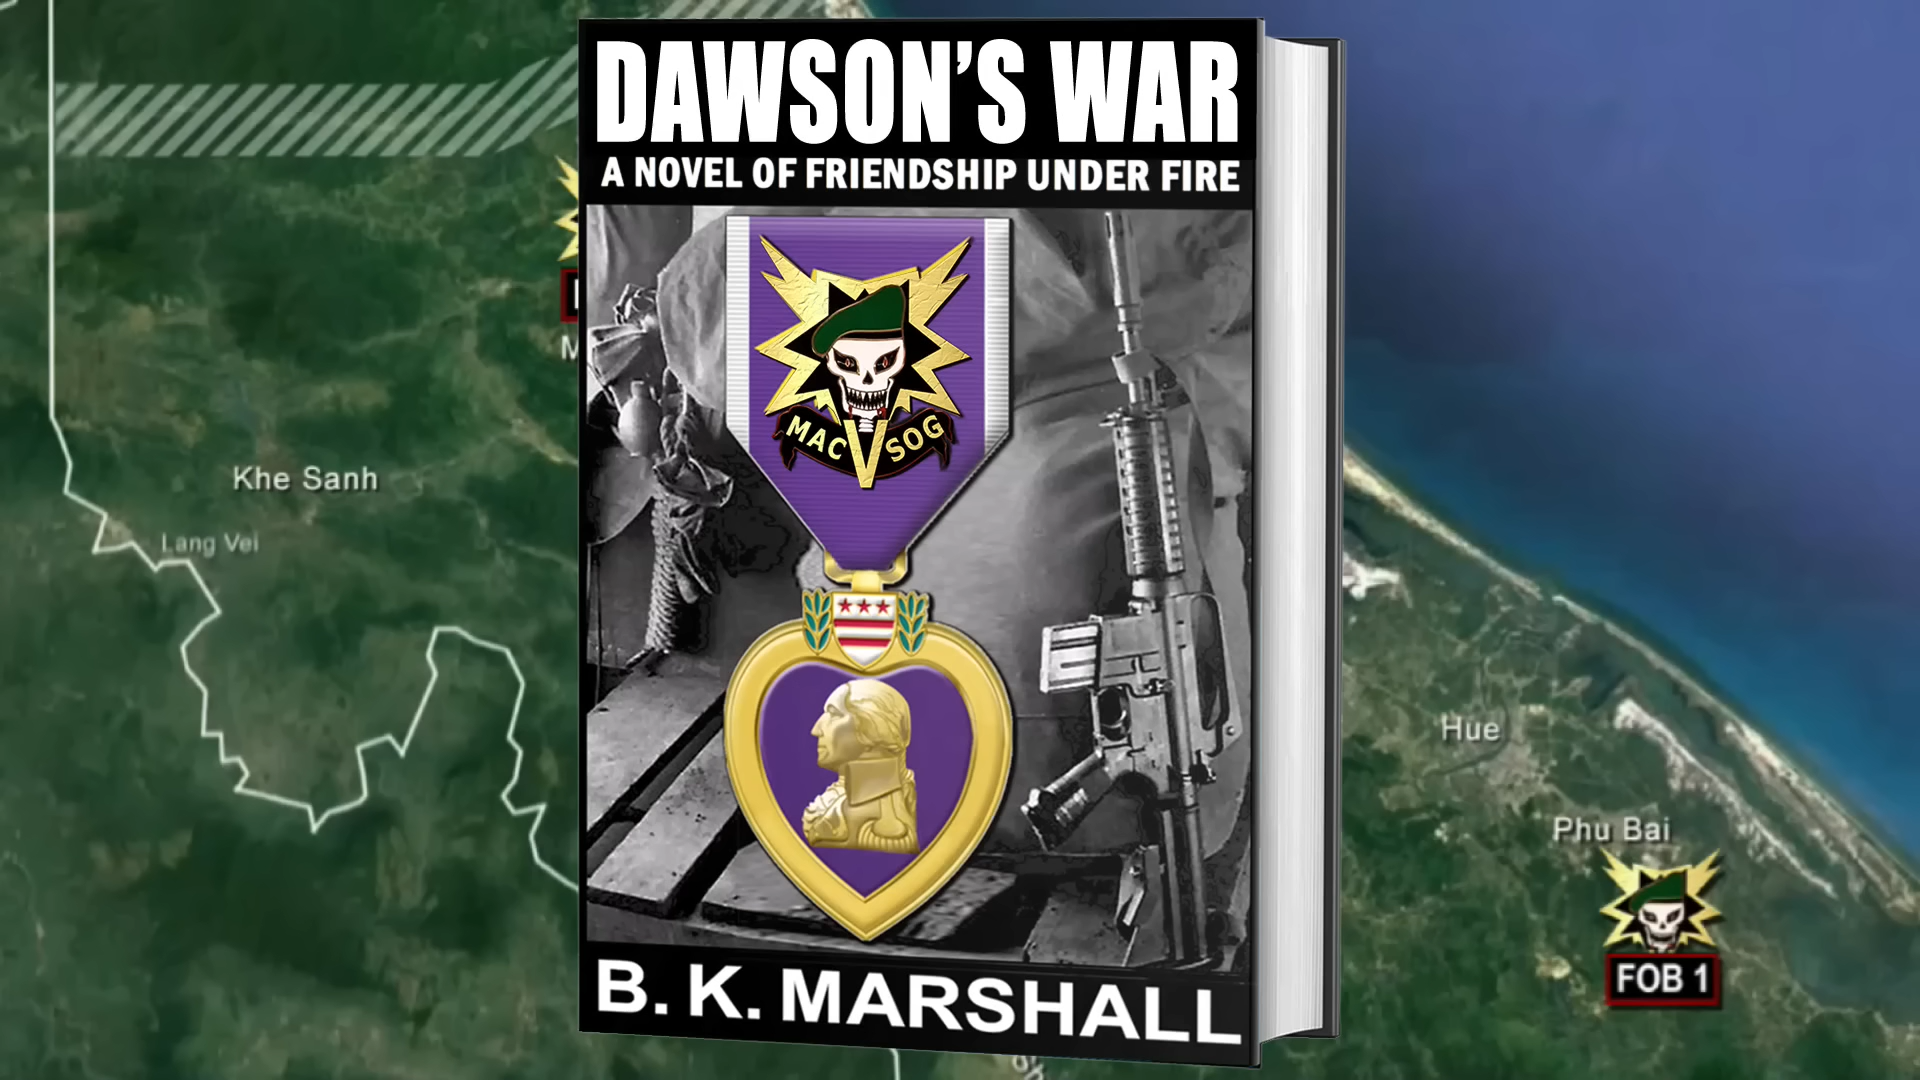 DAWSON'S WAR
A NOVEL OF FRIENDSHIP UNDER FIRE
MAC V SOG
B. K. MARSHALL
Khe Sanh
Lang Vei
Hue
Phu Bai
FOB 1